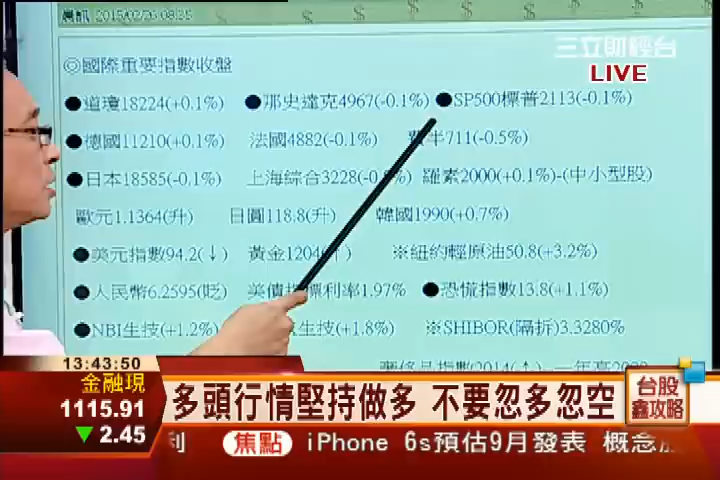 2015/02/26 08:25
三立財經台
LIVE
◎國際重要指數收盤
●道瓊18224(+0.1%) ●那史達克4967(-0.1%) ●SP500標普2113(-0.1%)
●德國11210(+0.1%) 法國4882(-0.1%) 費半711(-0.5%)
●日本18585(-0.1%) 上海綜合3228(-0. %) 羅素2000(+0.1%)-(中小型股)
歐元1.1364(升) 日圓118.8(升) 韓國1990(+0.7%)
●美元指數94.2(↓) 黃金1204 ※紐約輕原油50.8(+3.2%)
●人民幣6.2595(貶) 美債 標利率1.97% ●恐慌指數13.8(+1.1%)
●NBI生技(+1.2%) 生技(+1.8%) ※SHIBOR(隔拆)3.3280%
13:43:50
金融現
1115.91
▼2.45
多頭行情堅持做多 不要忽多忽空
台股
鑫攻略
利 焦點 iPhone 6s預估9月發表 概念